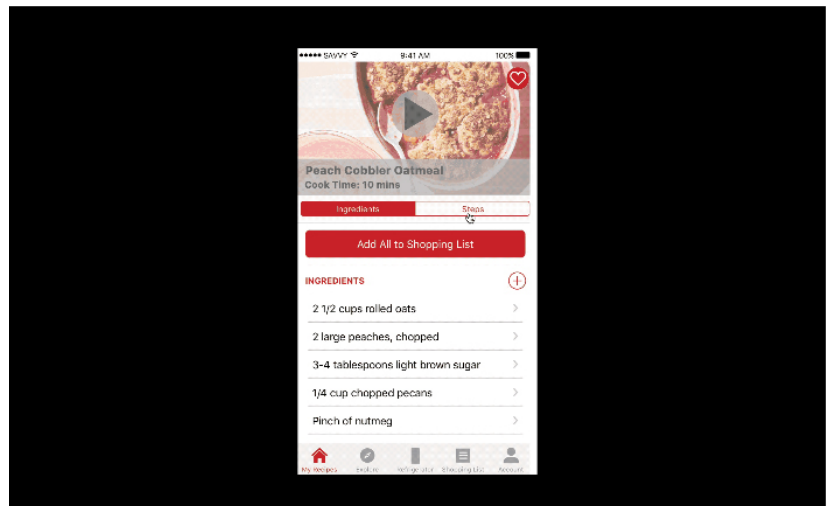 SAVVY 9:41 AM 100%
Peach Cobbler Oatmeal
Cook Time: 10 mins
Ingredients Steps
Add All to Shopping List
INGREDIENTS
2 1/2 cups rolled oats
2 large peaches, chopped
3-4 tablespoons light brown sugar
1/4 cup chopped pecans
Pinch of nutmeg
My Recipes Explore Refrigerator Shopping List Account